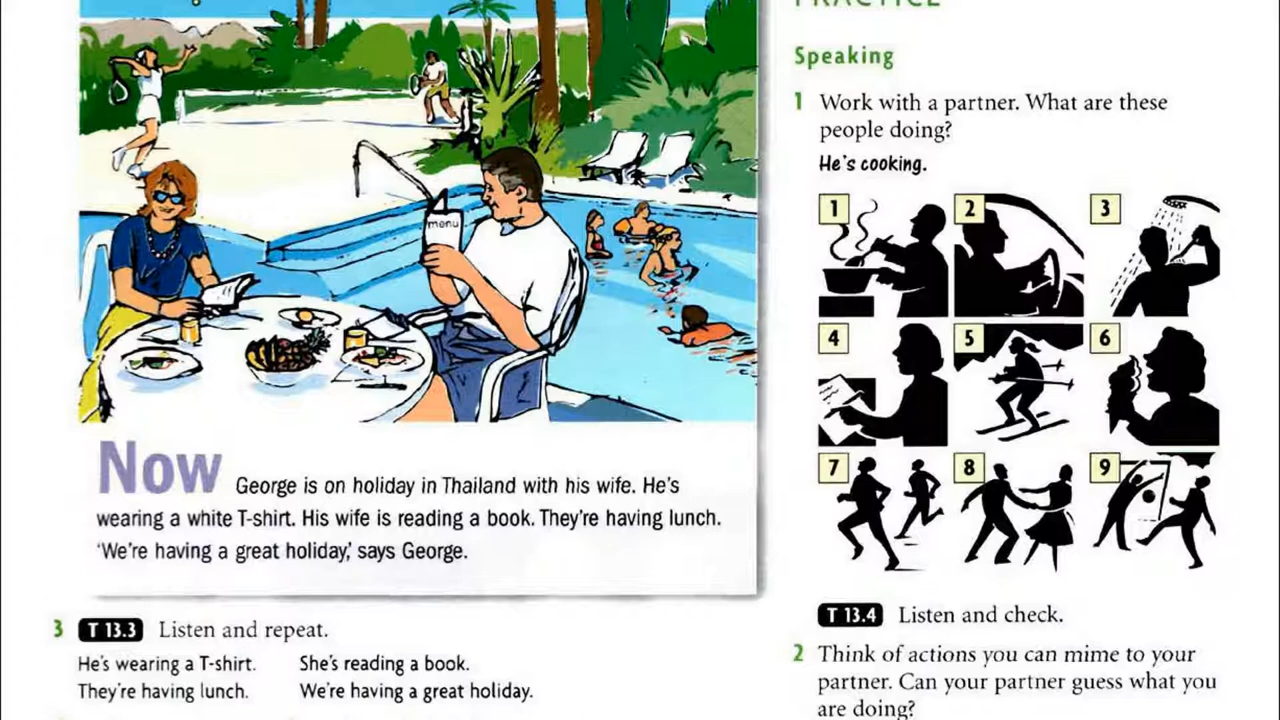 menu
Now George is on holiday in Thailand with his wife. He's
wearing a white T-shirt. His wife is reading a book. They're having lunch.
'We're having a great holiday,' says George.
3 T 13.3 Listen and repeat.
He's wearing a T-shirt. She's reading a book.
They're having lunch. We're having a great holiday.
PRACTICE
Speaking
1 Work with a partner. What are these
people doing?
He's cooking.
1 2 3
4 5 6
7 8 9
T 13.4 Listen and check.
2 Think of actions you can mime to your
partner. Can your partner guess what you
are doing?